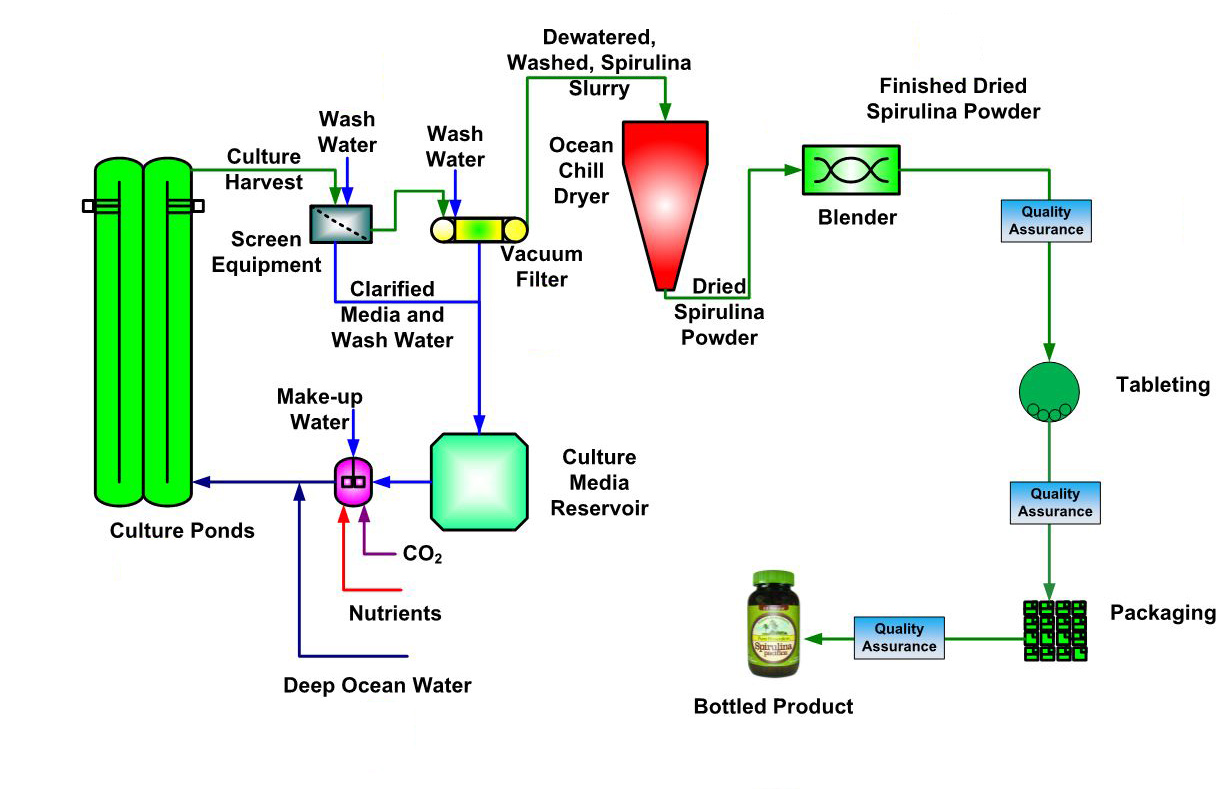 Dewatered,
Washed, Spirulina
Slurry
Finished Dried
Spirulina Powder
Wash
Water
Wash
Water
Culture
Harvest
Ocean
Chill
Dryer
Blender
Quality
Assurance
Screen
Equipment
Vacuum
Filter
Clarified
Media and
Wash Water
Dried
Spirulina
Powder
Tableting
Make-up
Water
Culture
Media
Reservoir
Quality
Assurance
Culture Ponds
CO₂
Nutrients
Packaging
Quality
Assurance
Spirulina
pacifica
Deep Ocean Water
Bottled Product